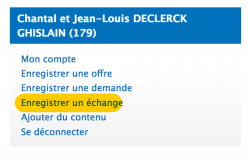 Chantal et Jean-Louis DECLERCK
GHISLAIN (179)
Mon compte
Enregistrer une offre
Enregistrer une demande
Enregistrer un échange
Ajouter du contenu
Se déconnecter